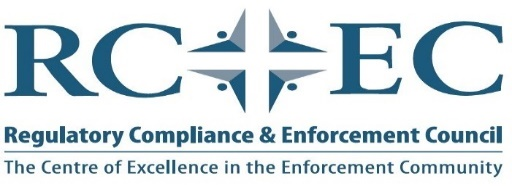 RC EC
Regulatory Compliance & Enforcement Council
The Centre of Excellence in the Enforcement Community